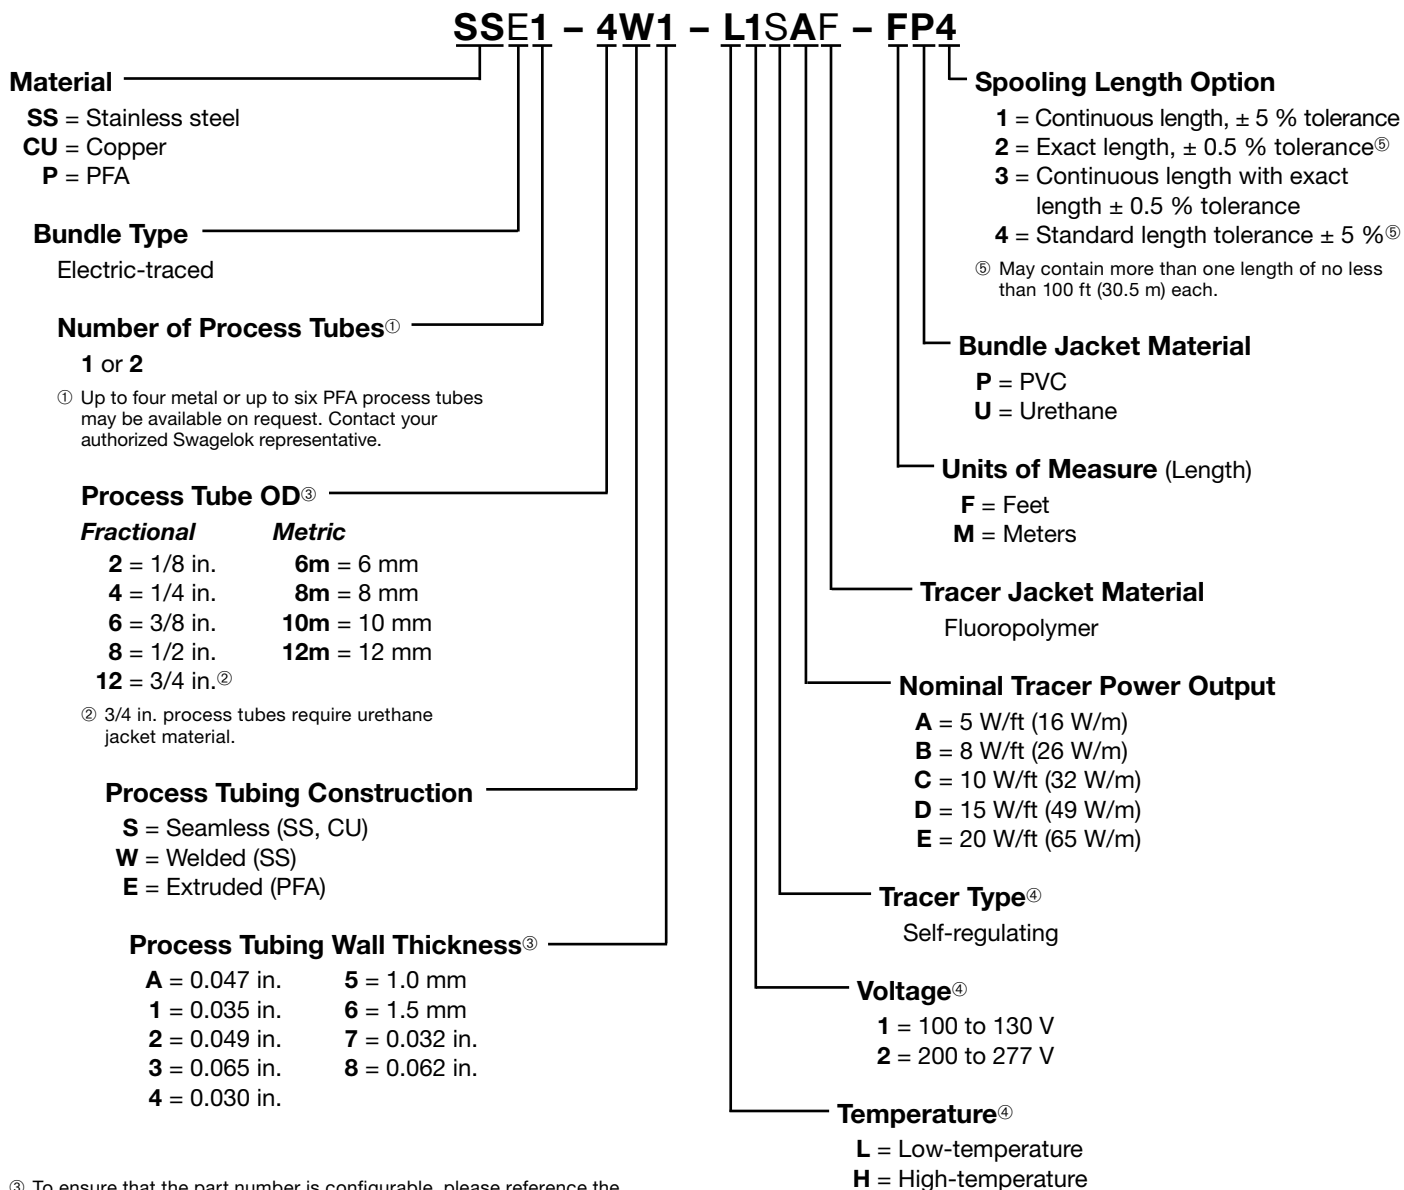 SSE1 – 4W1 – L1SAF – FP4
Material
SS = Stainless steel
CU = Copper
P = PFA
Bundle Type
Electric-traced
Number of Process Tubes①
1 or 2
① Up to four metal or up to six PFA process tubes
may be available on request. Contact your
authorized Swagelok representative.
Process Tube OD③
Fractional Metric
2 = 1/8 in. 6m = 6 mm
4 = 1/4 in. 8m = 8 mm
6 = 3/8 in. 10m = 10 mm
8 = 1/2 in. 12m = 12 mm
12 = 3/4 in.②
② 3/4 in. process tubes require urethane
jacket material.
Process Tubing Construction
S = Seamless (SS, CU)
W = Welded (SS)
E = Extruded (PFA)
Process Tubing Wall Thickness③
A = 0.047 in. 5 = 1.0 mm
1 = 0.035 in. 6 = 1.5 mm
2 = 0.049 in. 7 = 0.032 in.
3 = 0.065 in. 8 = 0.062 in.
4 = 0.030 in.
③ To ensure that the part number is configurable, please reference the
Spooling Length Option
1 = Continuous length, ± 5 % tolerance
2 = Exact length, ± 0.5 % tolerance⑤
3 = Continuous length with exact
length ± 0.5 % tolerance
4 = Standard length tolerance ± 5 %⑤
⑤ May contain more than one length of no less
than 100 ft (30.5 m) each.
Bundle Jacket Material
P = PVC
U = Urethane
Units of Measure (Length)
F = Feet
M = Meters
Tracer Jacket Material
Fluoropolymer
Nominal Tracer Power Output
A = 5 W/ft (16 W/m)
B = 8 W/ft (26 W/m)
C = 10 W/ft (32 W/m)
D = 15 W/ft (49 W/m)
E = 20 W/ft (65 W/m)
Tracer Type④
Self-regulating
Voltage④
1 = 100 to 130 V
2 = 200 to 277 V
Temperature④
L = Low-temperature
H = High-temperature